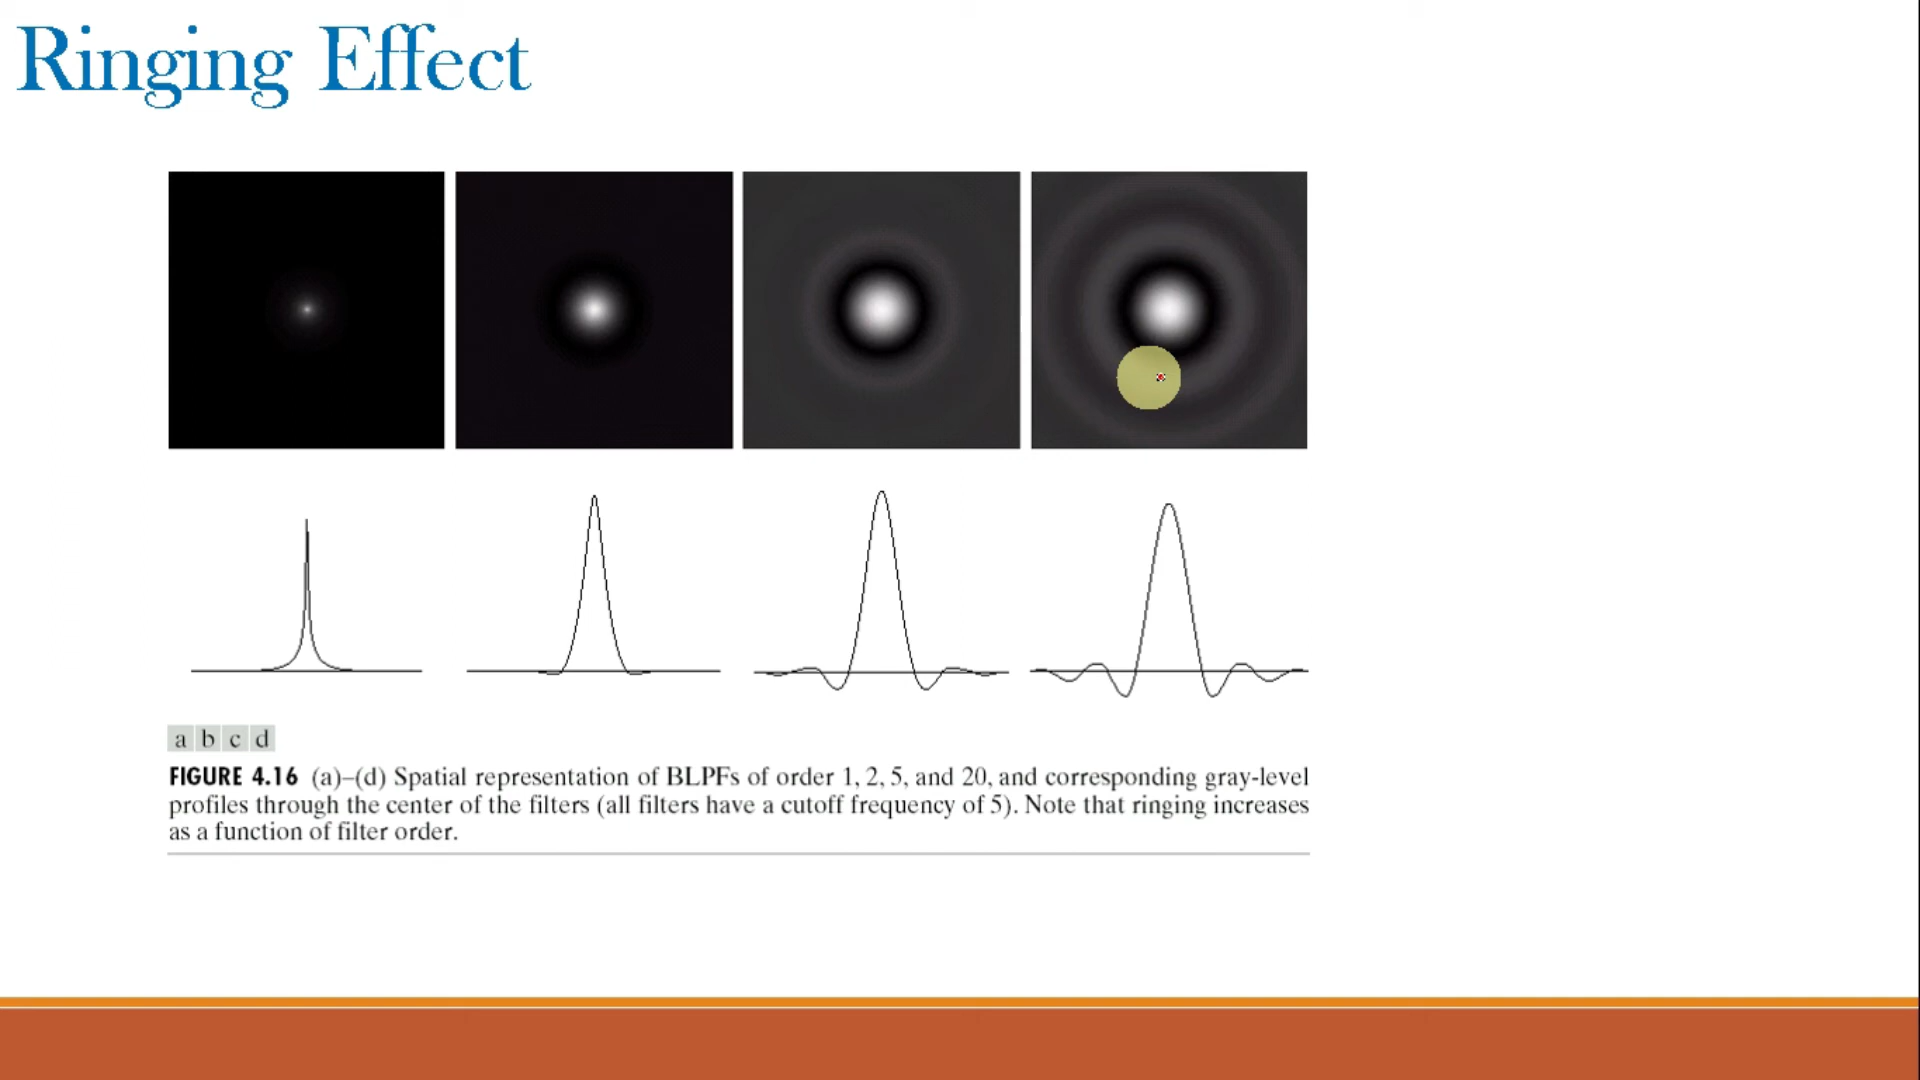 Ringing Effect
a b c d
FIGURE 4.16 (a)–(d) Spatial representation of BLPFs of order 1, 2, 5, and 20, and corresponding gray-level
profiles through the center of the filters (all filters have a cutoff frequency of 5). Note that ringing increases
as a function of filter order.